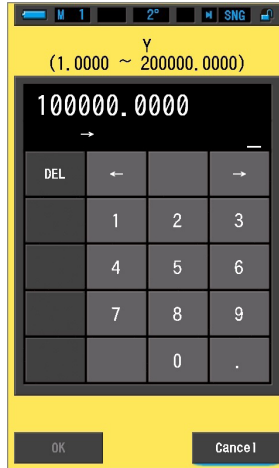 M 1 2° SNG
Y
(1.0000 ~ 200000.0000)
100000.0000
→ _
DEL ← →
1 2 3
4 5 6
7 8 9
0 .
OK Cancel